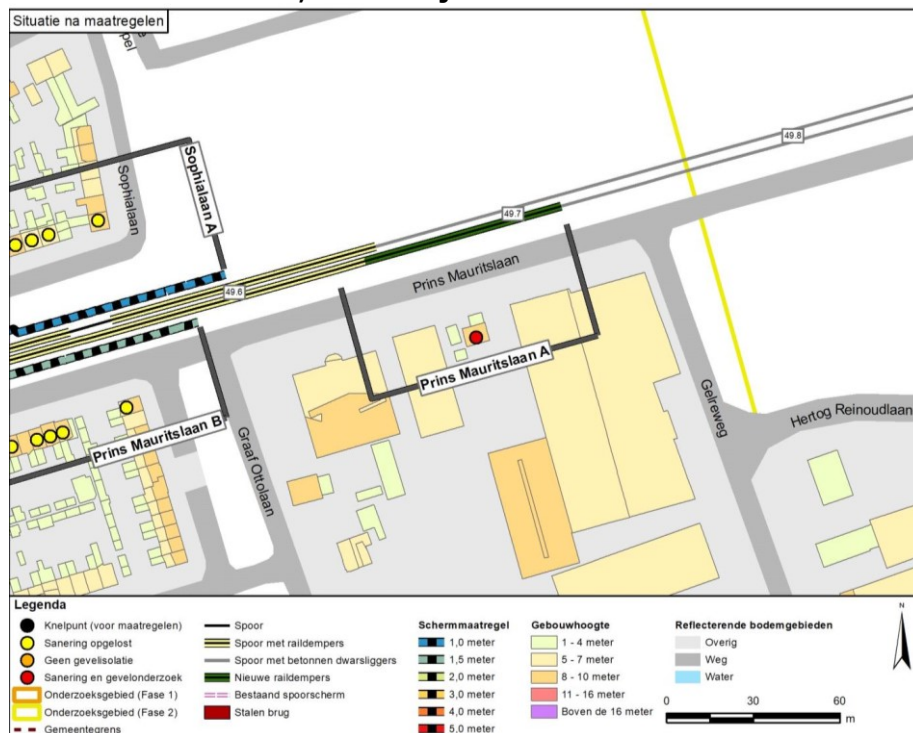 Situatie na maatregelen
pel
Sophialaan
Sophialaan A
49.8
49.7
49.6
Prins Mauritslaan
Prins Mauritslaan A
Prins Mauritslaan B
Graaf Ottolaan
Gelreweg
Hertog Reinoudlaan
Legenda
Knelpunt (voor maatregelen)
Sanering opgelost
Geen gevelisolatie
Sanering en gevelonderzoek
Onderzoeksgebied (Fase 1)
Onderzoeksgebied (Fase 2)
Gemeentegrens
Spoor
Spoor met raildempers
Spoor met betonnen dwarsliggers
Nieuwe raildempers
Bestaand spoorscherm
Stalen brug
Schermmaatregel
1,0 meter
1,5 meter
2,0 meter
3,0 meter
4,0 meter
5,0 meter
Gebouwhoogte
1 - 4 meter
5 - 7 meter
8 - 10 meter
11 - 16 meter
Boven de 16 meter
Reflecterende bodemgebieden
Overig
Weg
Water
N
0 30 60
m